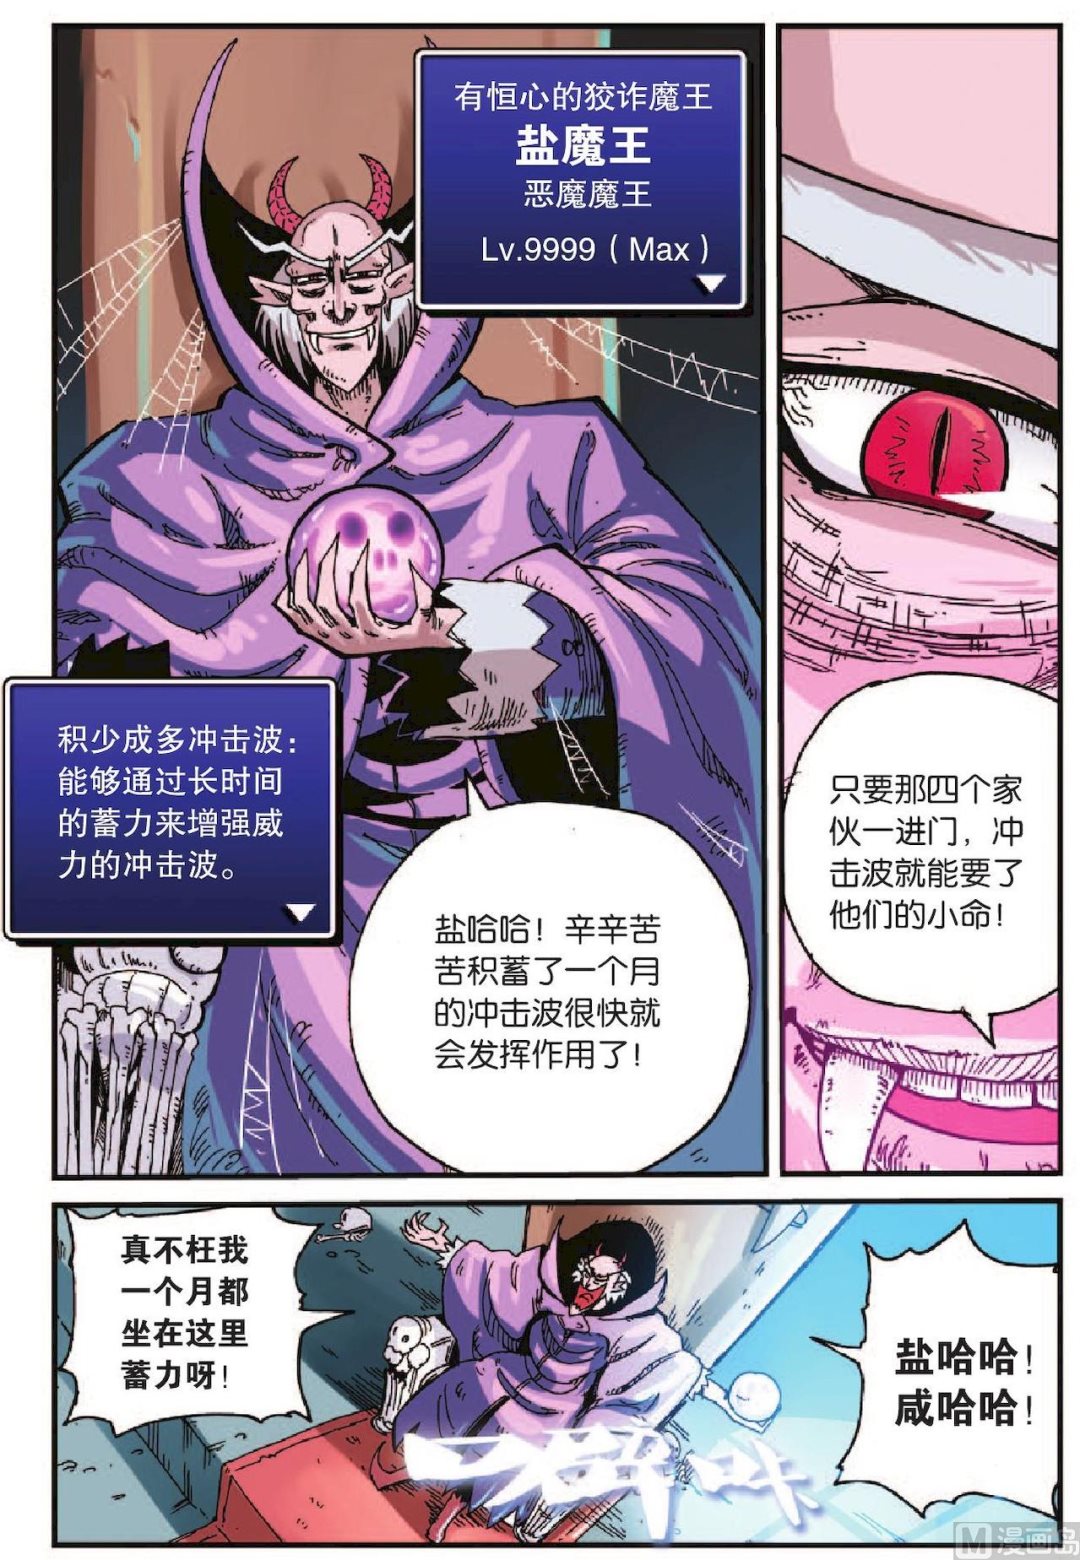 有恒心的狡诈魔王
盐魔王
恶魔魔王
Lv.9999（Max）
积少成多冲击波：
能够通过长时间
的蓄力来增强威
力的冲击波。
盐哈哈！辛辛苦
苦积蓄了一个月
的冲击波很快就
会发挥作用了！
只要那四个家
伙一进门，冲
击波就能要了
他们的小命！
真不枉我
一个月都
坐在这里
蓄力呀！
盐哈哈！
咸哈哈！
漫画岛